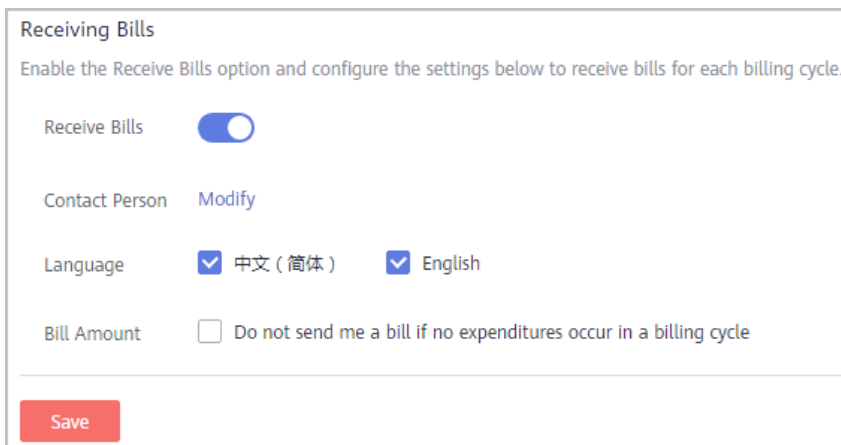 Receiving Bills
Enable the Receive Bills option and configure the settings below to receive bills for each billing cycle.
Receive Bills
Contact Person Modify
Language 中文（简体） English
Bill Amount Do not send me a bill if no expenditures occur in a billing cycle
Save